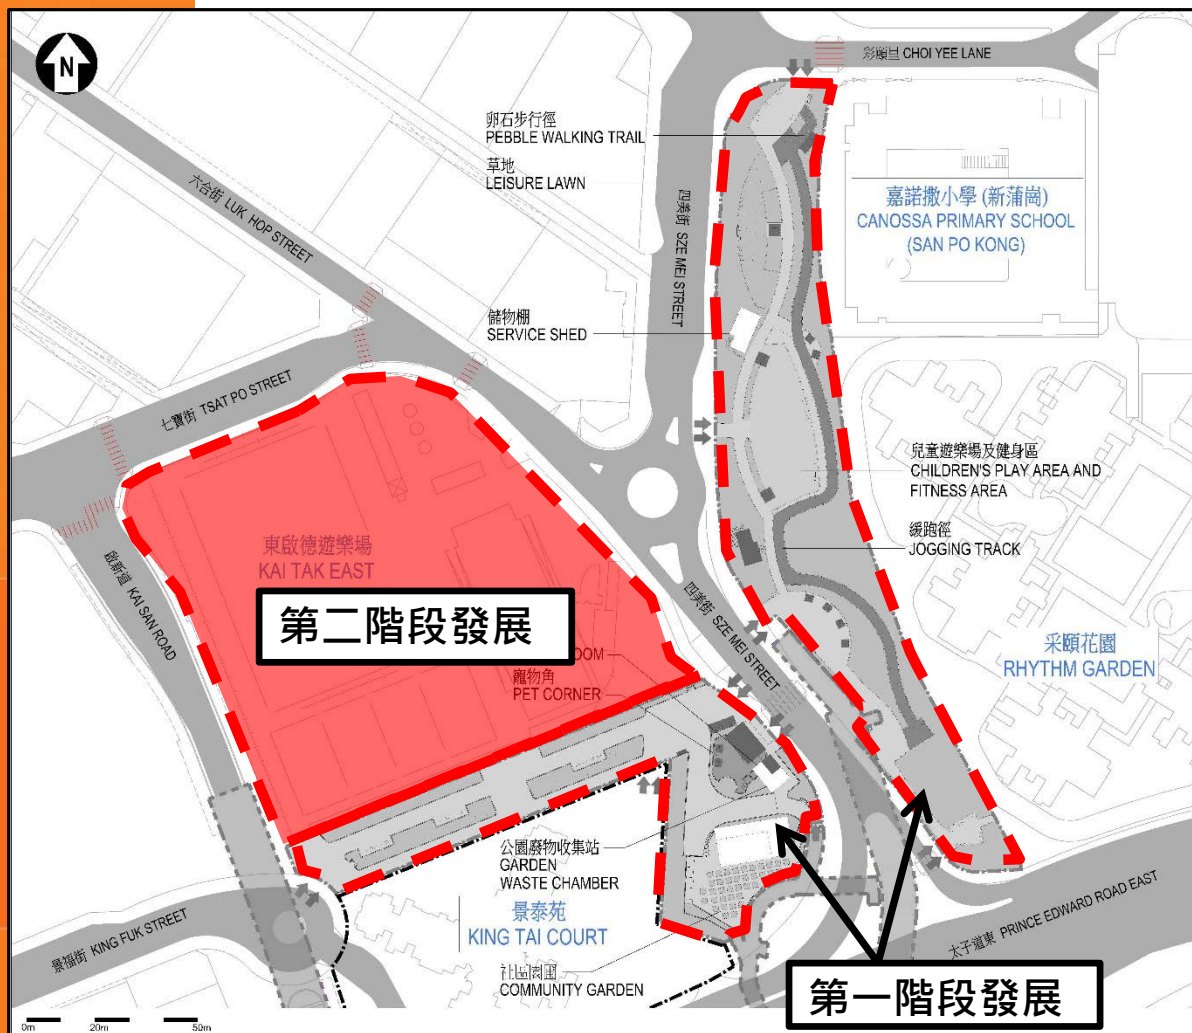 N
彩頤里 CHOI YEE LANE
卵石步行徑
PEBBLE WALKING TRAIL
草地
LEISURE LAWN
嘉諾撒小學 (新蒲崗)
CANOSSA PRIMARY SCHOOL
(SAN PO KONG)
六合街 LUK HOP STREET
四美街 SZE MEI STREET
儲物棚
SERVICE SHED
七寶街 TSAT PO STREET
兒童遊樂場及健身區
CHILDREN'S PLAY AREA AND
FITNESS AREA
緩跑徑
JOGGING TRACK
東啟德遊樂場
KAI TAK EAST
啟新道 KAI SAN ROAD
第二階段發展
OOM
寵物角
PET CORNER
四美街 SZE MEI STREET
采頤花園
RHYTHM GARDEN
公園廢物收集站
GARDEN
WASTE CHAMBER
景泰苑
KING TAI COURT
景福街 KING FUK STREET
太子道東 PRINCE EDWARD ROAD EAST
社區園圃
COMMUNITY GARDEN
第一階段發展
0m 20m 50m